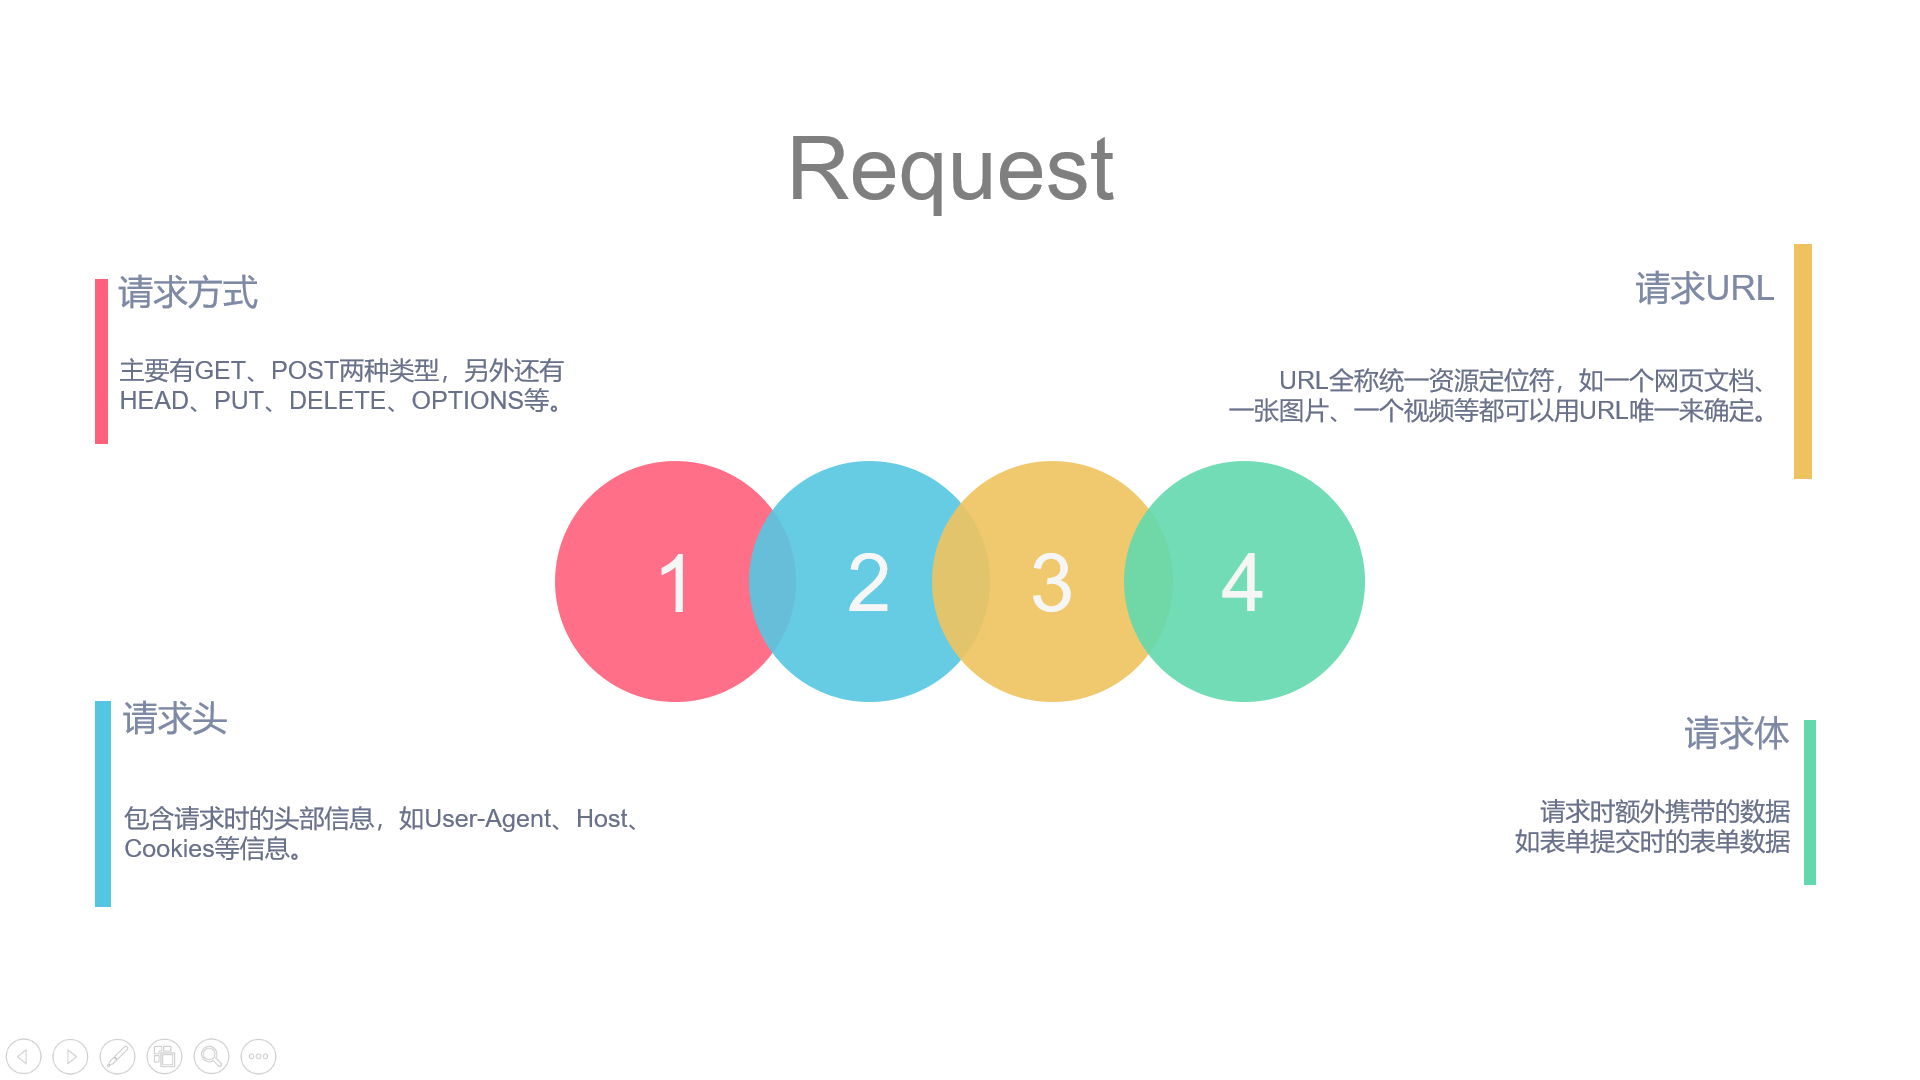 Request
请求方式
主要有GET、POST两种类型，另外还有
HEAD、PUT、DELETE、OPTIONS等。
请求URL
URL全称统一资源定位符，如一个网页文档、
一张图片、一个视频等都可以用URL唯一来确定。
1
2
3
4
请求头
包含请求时的头部信息，如User-Agent、Host、
Cookies等信息。
请求体
请求时额外携带的数据
如表单提交时的表单数据